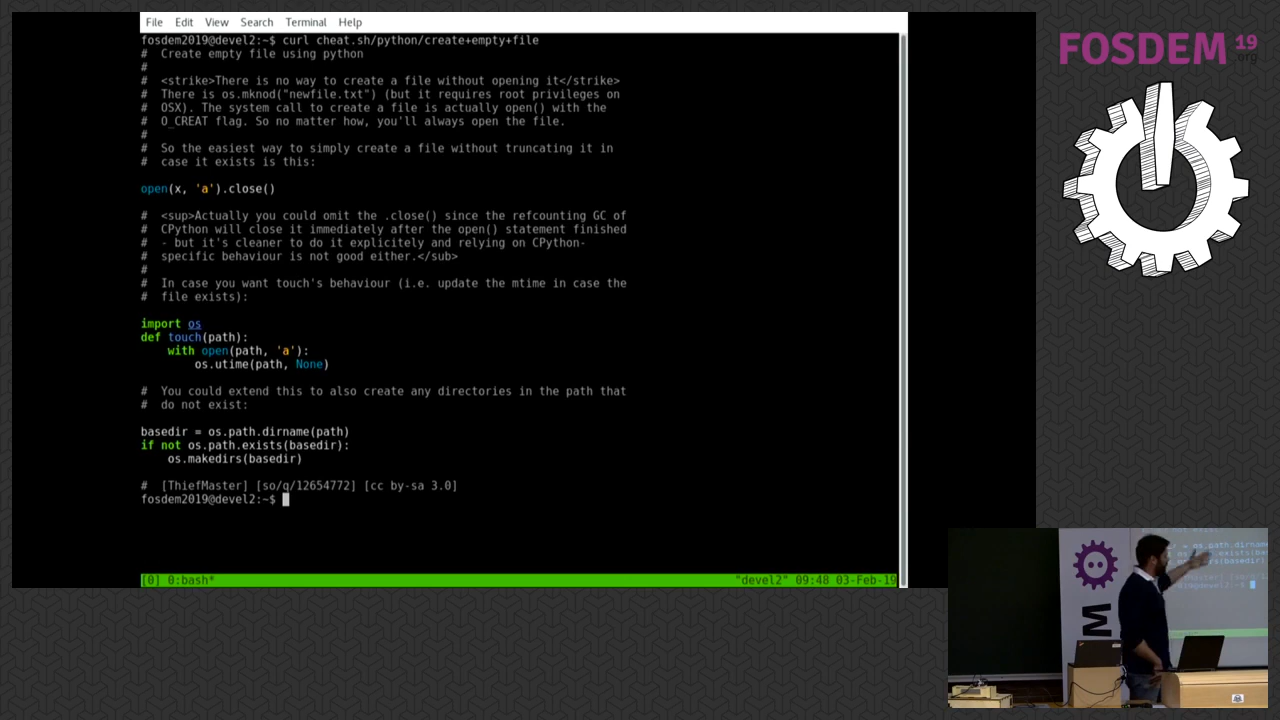 File Edit View Search Terminal Help
fosdem2019@devel2:~$ curl cheat.sh/python/create+empty+file
#  Create empty file using python
#
#  <strike>There is no way to create a file without opening it</strike>
#  There is os.mknod("newfile.txt") (but it requires root privileges on
#  OSX). The system call to create a file is actually open() with the
#  O_CREAT flag. So no matter how, you'll always open the file.
#
#  So the easiest way to simply create a file without truncating it in
#  case it exists is this:
open(x, 'a').close()
#  <sup>Actually you could omit the .close() since the refcounting GC of
#  CPython will close it immediately after the open() statement finished
#  - but it's cleaner to do it explicitely and relying on CPython-
#  specific behaviour is not good either.</sub>
#
#  In case you want touch's behaviour (i.e. update the mtime in case the
#  file exists):
import os
def touch(path):
    with open(path, 'a'):
        os.utime(path, None)
#  You could extend this to also create any directories in the path that
#  do not exist:
basedir = os.path.dirname(path)
if not os.path.exists(basedir):
    os.makedirs(basedir)
#  [ThiefMaster] [so/q/12654772] [cc by-sa 3.0]
fosdem2019@devel2:~$
[0] 0:bash* "devel2" 09:48 03-Feb-19
FOSDEM 19
.org